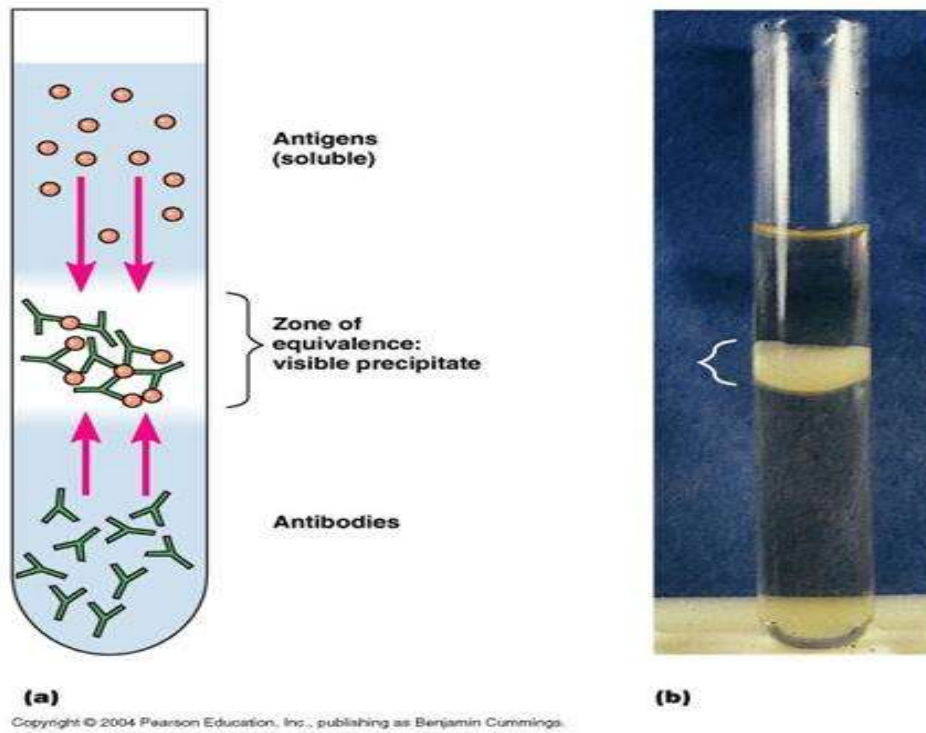 Antigens
(soluble)
Zone of
equivalence:
visible precipitate
Antibodies
(a)
(b)
Copyright © 2004 Pearson Education, Inc., publishing as Benjamin Cummings.